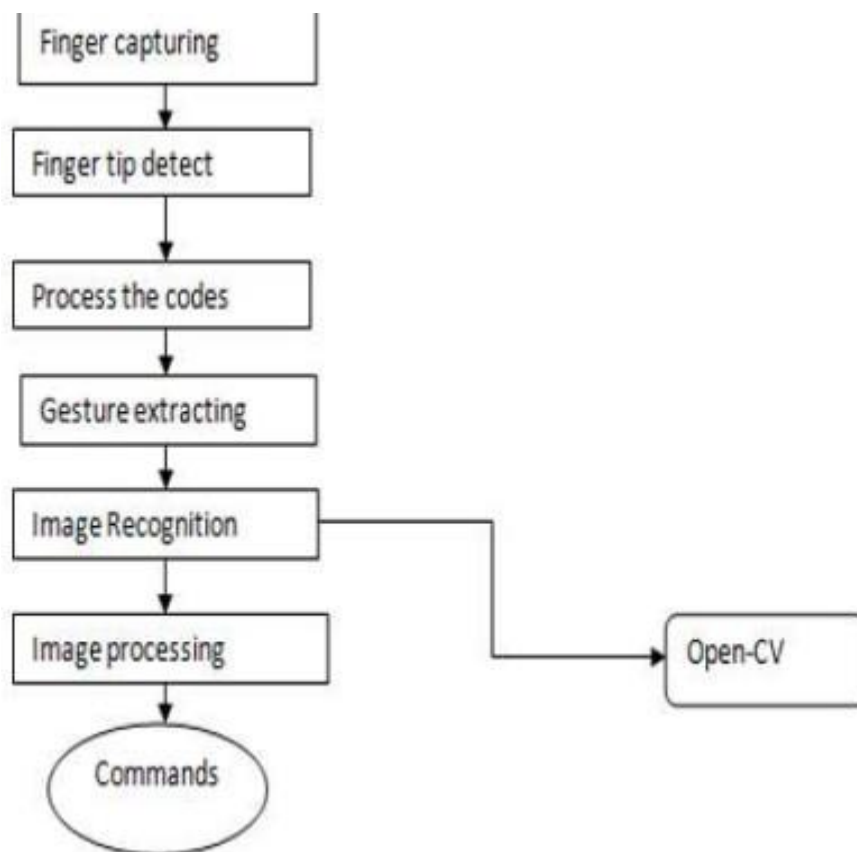 Finger capturing
Finger tip detect
Process the codes
Gesture extracting
Image Recognition
Image processing
Open-CV
Commands